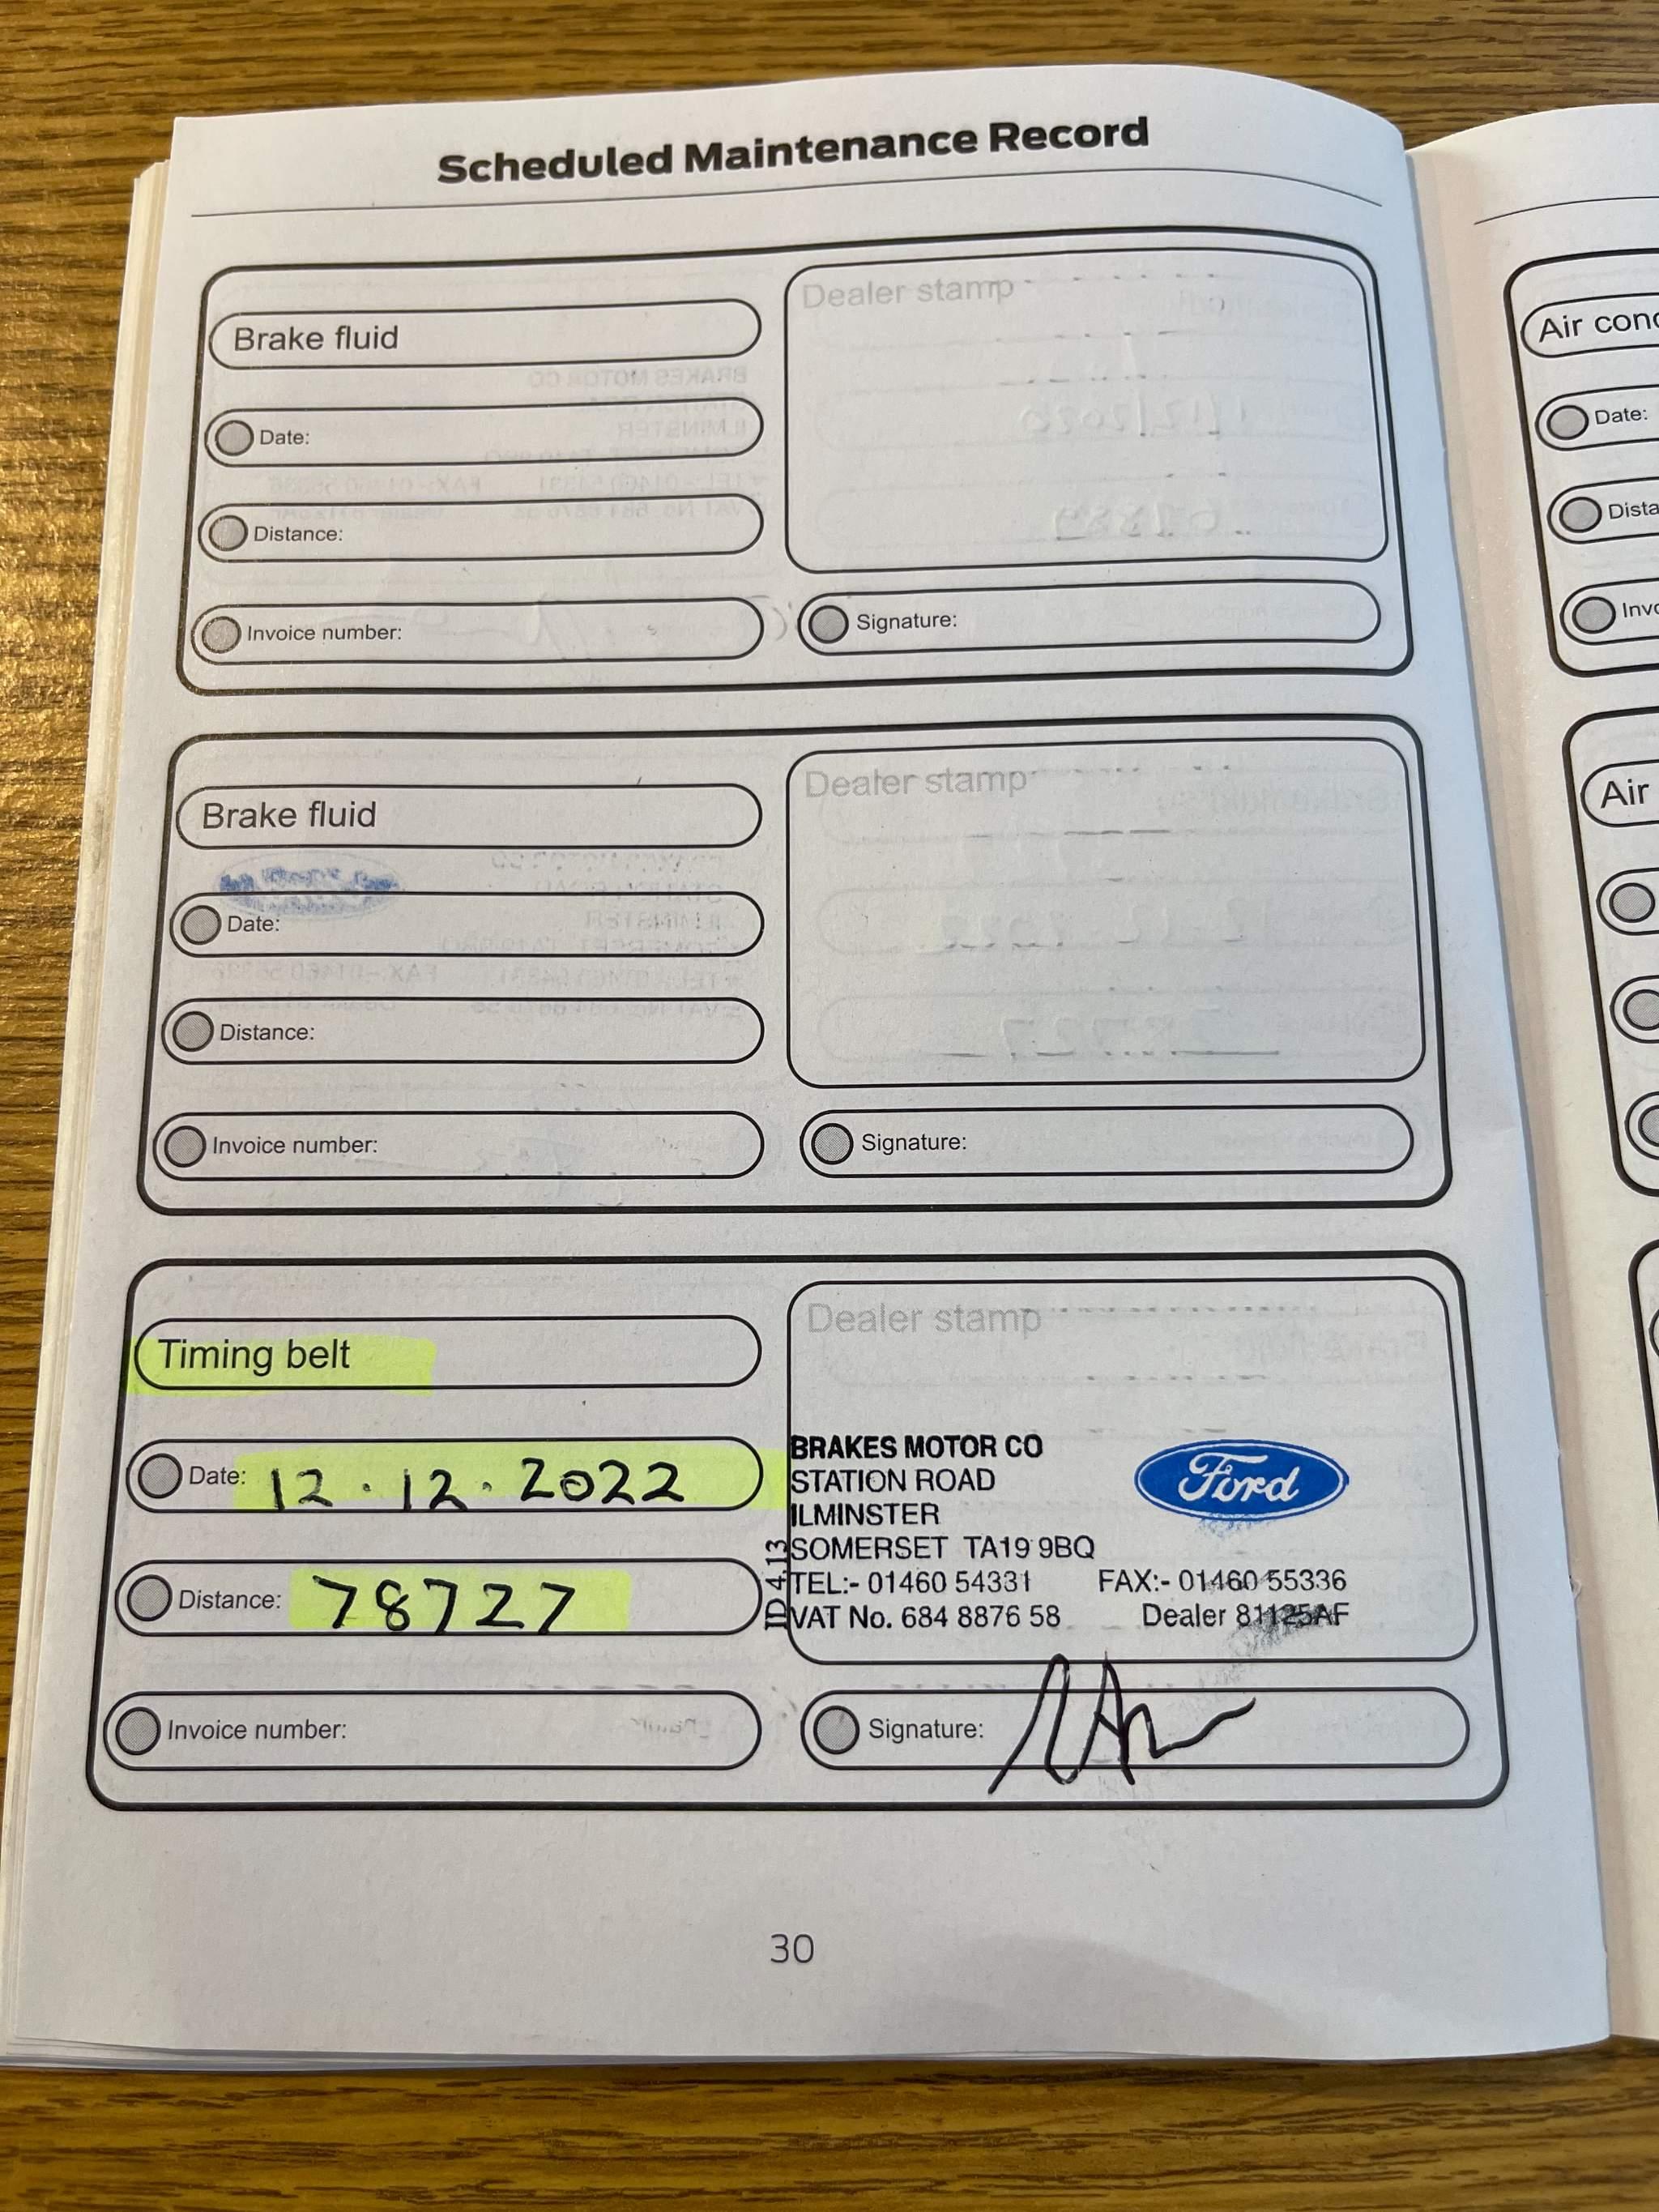 Scheduled Maintenance Record
Brake fluid
Date:
Distance:
Invoice number:
Dealer stamp
Signature:
Brake fluid
Date:
Distance:
Invoice number:
Dealer stamp
Signature:
Timing belt
Date: 12.12.2022
Distance: 78727
Invoice number:
Dealer stamp
BRAKES MOTOR CO
STATION ROAD
ILMINSTER
SOMERSET TA19 9BQ
TEL:- 01460 54331 FAX:- 01460 55336
VAT No. 684 8876 58 Dealer 81125AF
ID4.13
Ford
Signature:
30
Air
Date:
Air